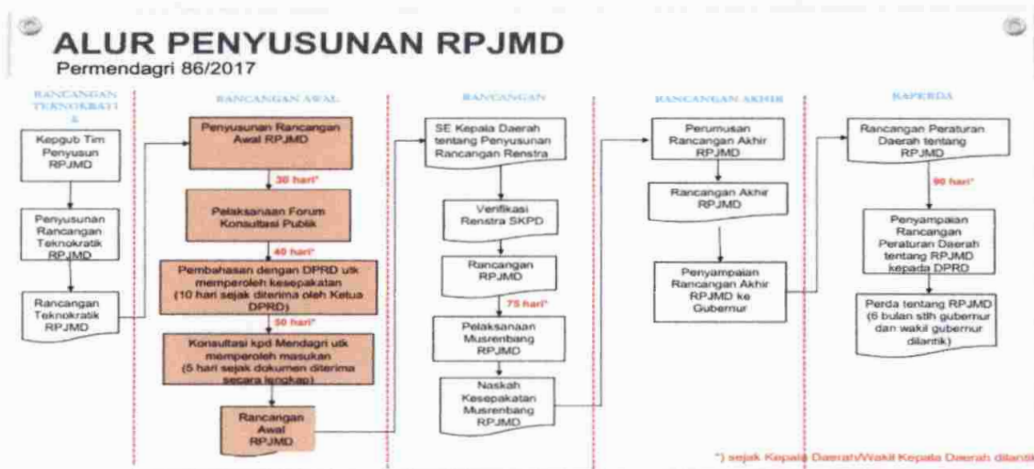 ALUR PENYUSUNAN RPJMD
Permendagri 86/2017
RANCANGAN
TEKNOKRATI
K
Kepgub Tim
Penyusun
RPJMD
Penyusunan
Rancangan
Teknokratik
RPJMD
Rancangan
Teknokratik
RPJMD
RANCANGAN AWAL
Penyusunan Rancangan
Awal RPJMD
30 hari*
Pelaksanaan Forum
Konsultasi Publik
40 hari*
Pembahasan dengan DPRD utk
memperoleh kesepakatan
(10 hari sejak diterima oleh Ketua
DPRD)
50 hari*
Konsultasi kpd Mendagri utk
memperoleh masukan
(5 hari sejak dokumen diterima
secara lengkap)
Rancangan
Awal
RPJMD
RANCANGAN
SE Kepala Daerah
tentang Penyusunan
Rancangan Renstra
Verifikasi
Renstra SKPD
Rancangan
RPJMD
75 hari*
Pelaksanaan
Musrenbang
RPJMD
Naskah
Kesepakatan
Musrenbang
RPJMD
RANCANGAN AKHIR
Perumusan
Rancangan Akhir
RPJMD
Rancangan Akhir
RPJMD
Penyampaian
Rancangan Akhir
RPJMD ke
Gubernur
RAPERDA
Rancangan Peraturan
Daerah tentang
RPJMD
90 hari*
Penyampaian
Rancangan
Peraturan Daerah
tentang RPJMD
kepada DPRD
Perda tentang RPJMD
(6 bulan stlh gubernur
dan wakil gubernur
dilantik)
*) sejak Kepala Daerah/Wakil Kepala Daerah dilantik